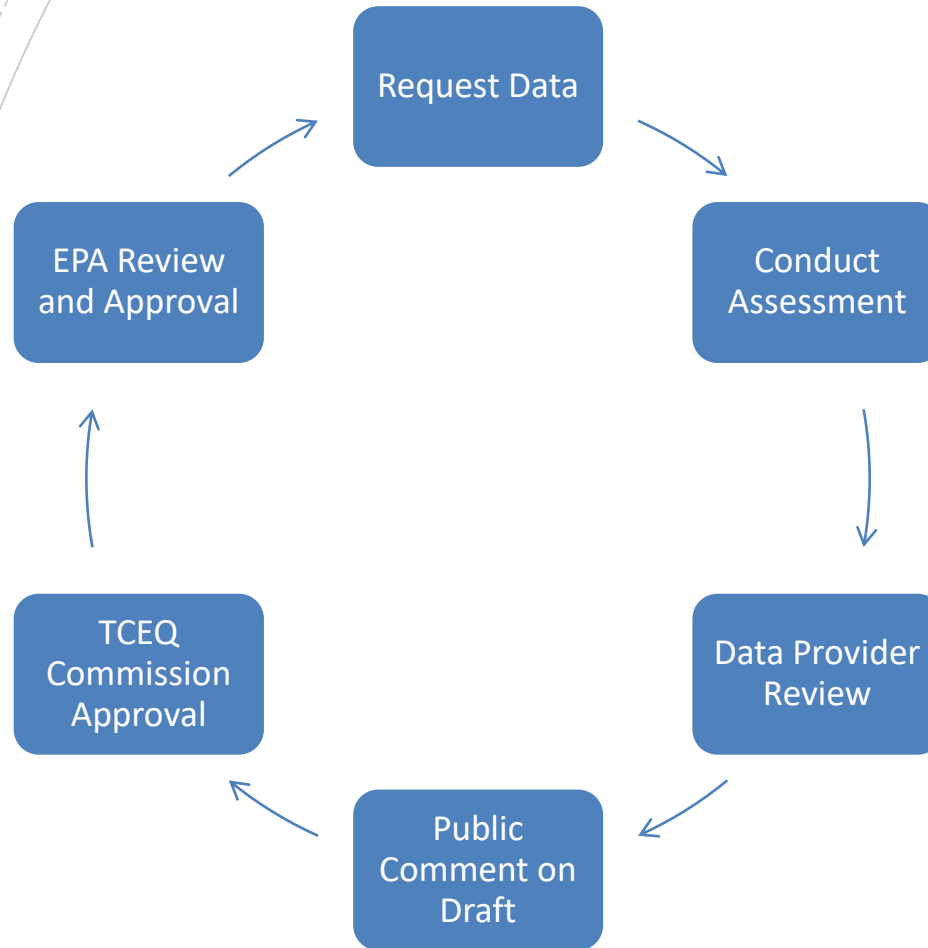 Request Data
Conduct
Assessment
Data Provider
Review
Public
Comment on
Draft
TCEQ
Commission
Approval
EPA Review
and Approval